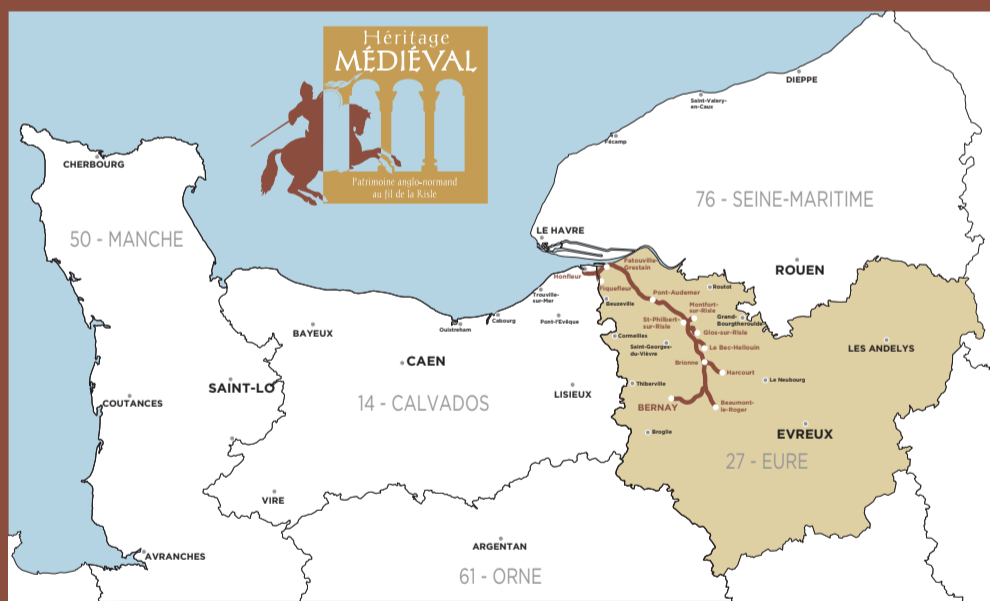 Héritage
MÉDIÉVAL
Patrimoine anglo-normand
au fil de la Risle
DIEPPE
Saint-Valery-
en-Caux
Fécamp
CHERBOURG
76 - SEINE-MARITIME
50 - MANCHE
LE HAVRE
ROUEN
Fatouville-
Grestain
Honfleur
Fiquefleur
Routot
Trouville-
sur-Mer
Beuzeville
Pont-Audemer
Montfort-
sur-Risle
Cabourg
Pont-l'Evêque
St-Philbert-
sur-Risle
Grand-
Bourgtheroulde
Ouistreham
BAYEUX
Glos-sur-Risle
Cormeilles
Saint-Georges-
du-Vièvre
Le Bec-Hellouin
LES ANDELYS
CAEN
Brionne
Harcourt
SAINT-LO
Thiberville
Le Neubourg
LISIEUX
COUTANCES
14 - CALVADOS
BERNAY
Beaumont-
le-Roger
Broglie
EVREUX
27 - EURE
VIRE
ARGENTAN
AVRANCHES
61 - ORNE